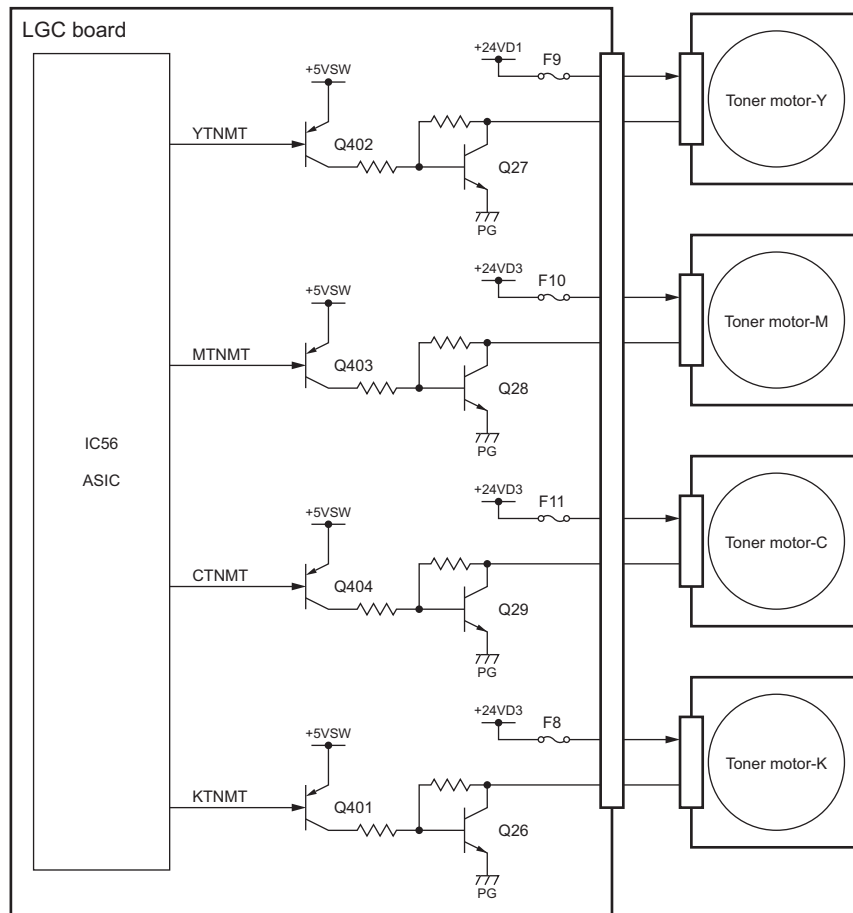 LGC board
+24VD1
F9
Toner motor-Y
+5VSW
YTNMT
Q402
Q27
PG
+24VD3
F10
Toner motor-M
+5VSW
MTNMT
Q403
Q28
PG
IC56
ASIC
+24VD3
F11
Toner motor-C
+5VSW
CTNMT
Q404
Q29
PG
+24VD3
F8
Toner motor-K
+5VSW
KTNMT
Q401
Q26
PG